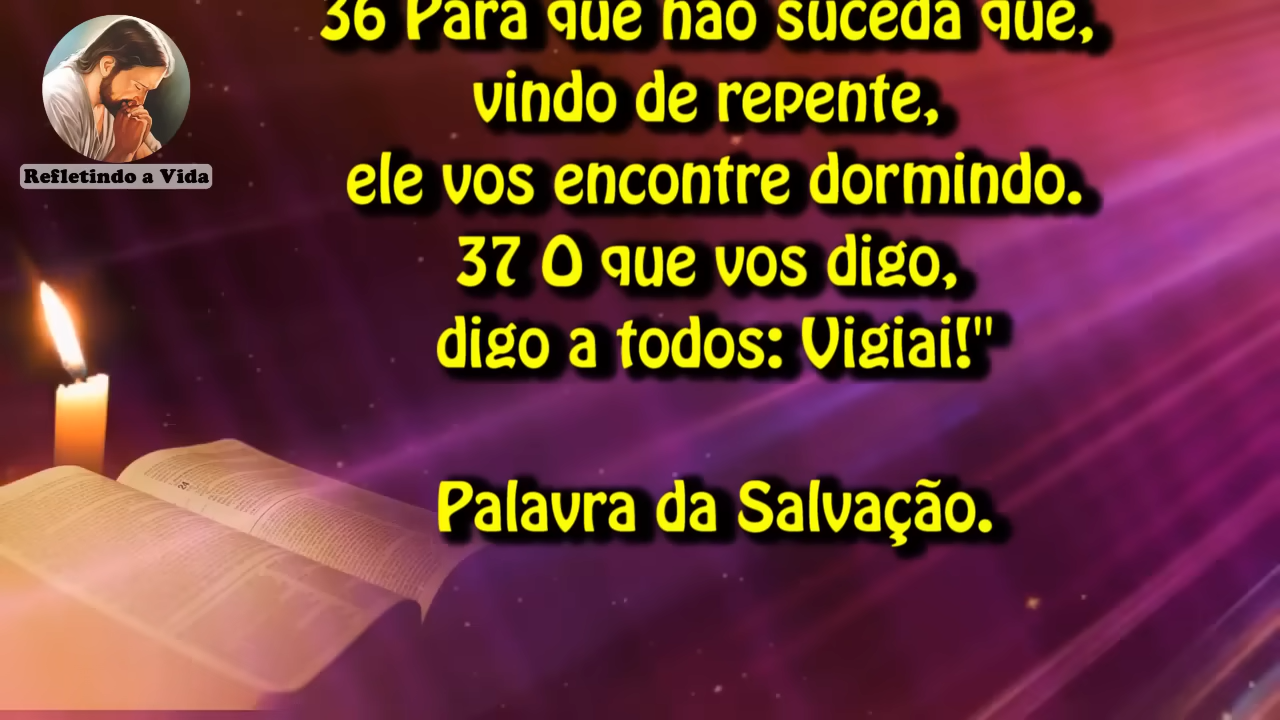 Refletindo a Vida
36 Para que não suceda que,
vindo de repente,
ele vos encontre dormindo.
37 O que vos digo,
digo a todos: Vigiai!"
Palavra da Salvação.
24